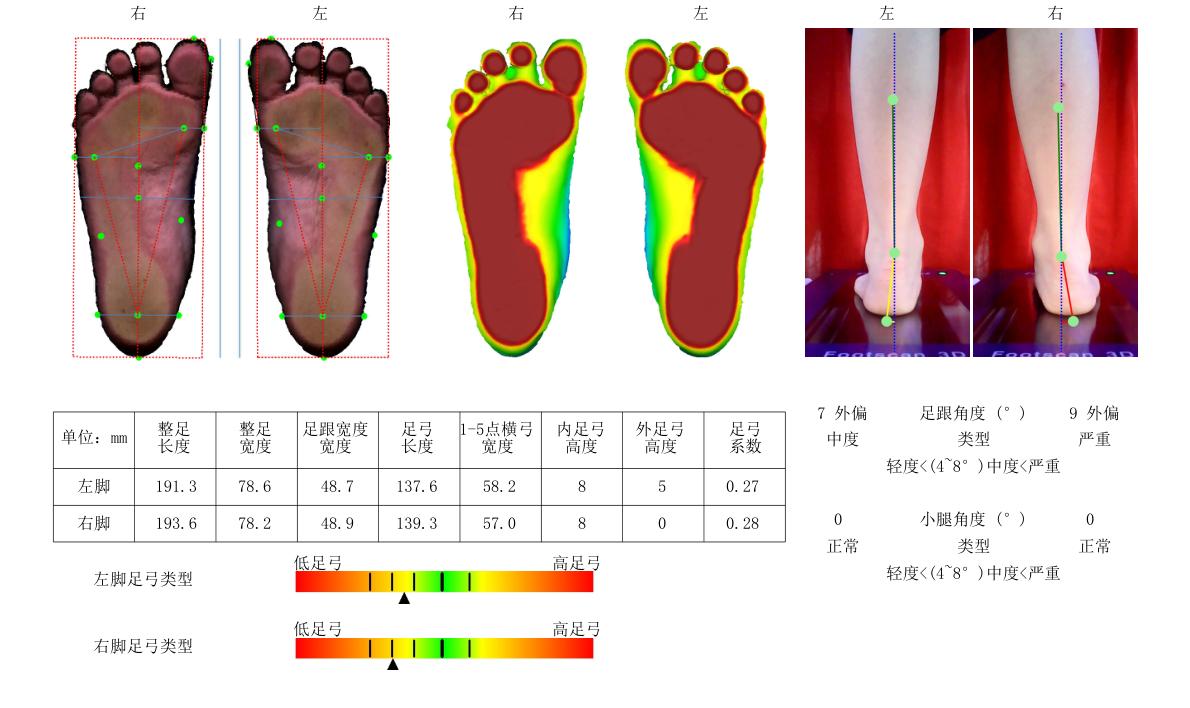 右 左 右 左 左 右
Footscan 3D Footscan 3D
单位: mm 整足长度 整足宽度 足跟宽度宽度 足弓长度 1-5点横弓宽度 内足弓高度 外足弓高度 足弓系数
左脚 191.3 78.6 48.7 137.6 58.2 8 5 0.27
右脚 193.6 78.2 48.9 139.3 57.0 8 0 0.28
低足弓 高足弓
左脚足弓类型
低足弓 高足弓
右脚足弓类型
7 外偏 足跟角度 (°) 9 外偏
中度 类型 严重
轻度<(4~8°)中度<严重
0 小腿角度 (°) 0
正常 类型 正常
轻度<(4~8°)中度<严重